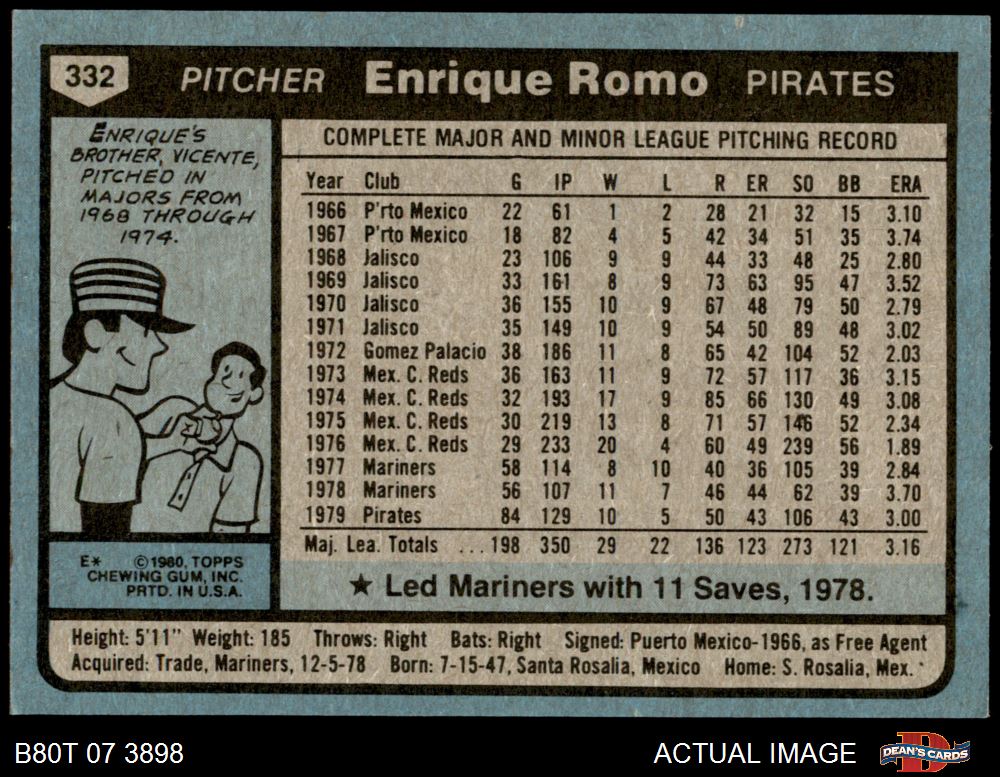 332 PITCHER Enrique Romo PIRATES
ENRIQUE'S
BROTHER, VICENTE,
PITCHED IN
MAJORS FROM
1968 THROUGH
1974.
COMPLETE MAJOR AND MINOR LEAGUE PITCHING RECORD
Year Club G IP W L R ER SO BB ERA
1966 P'rto Mexico 22 61 1 2 28 21 32 15 3.10
1967 P'rto Mexico 18 82 4 5 42 34 51 35 3.74
1968 Jalisco 23 106 9 9 44 33 48 25 2.80
1969 Jalisco 33 161 8 9 73 63 95 47 3.52
1970 Jalisco 36 155 10 9 67 48 79 50 2.79
1971 Jalisco 35 149 10 9 54 50 89 48 3.02
1972 Gomez Palacio 38 186 11 8 65 42 104 52 2.03
1973 Mex. C. Reds 36 163 11 9 72 57 117 36 3.15
1974 Mex. C. Reds 32 193 17 9 85 66 130 49 3.08
1975 Mex. C. Reds 30 219 13 8 71 57 146 52 2.34
1976 Mex. C. Reds 29 233 20 4 60 49 239 56 1.89
1977 Mariners 58 114 8 10 40 36 105 39 2.84
1978 Mariners 56 107 11 7 46 44 62 39 3.70
1979 Pirates 84 129 10 5 50 43 106 43 3.00
Maj. Lea. Totals ... 198 350 29 22 136 123 273 121 3.16
★ Led Mariners with 11 Saves, 1978.
E* ©1980, TOPPS
CHEWING GUM, INC.
PRTD. IN U.S.A.
Height: 5'11" Weight: 185 Throws: Right Bats: Right Signed: Puerto Mexico-1966, as Free Agent
Acquired: Trade, Mariners, 12-5-78 Born: 7-15-47, Santa Rosalia, Mexico Home: S. Rosalia, Mex.
B80T 07 3898 ACTUAL IMAGE DEAN'S CARDS